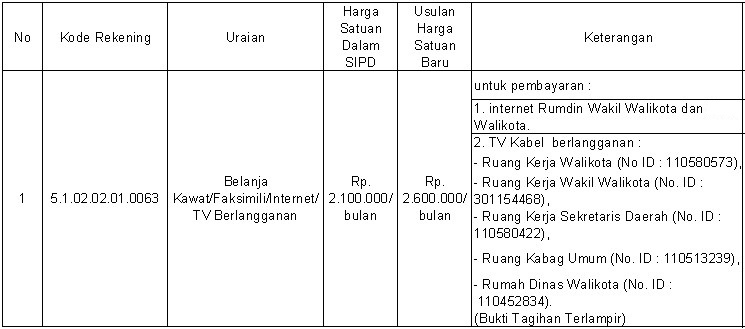 No
Kode Rekening
Uraian
Harga
Satuan
Dalam
SIPD
Usulan
Harga
Satuan
Baru
Keterangan
1
5.1.02.02.01.0063
Belanja
Kawat/Faksimili/Internet/
TV Berlangganan
Rp.
2.100.000/
bulan
Rp.
2.600.000/
bulan
untuk pembayaran :
1. internet Rumdin Wakil Walikota dan
Walikota.
2. TV Kabel berlangganan :
- Ruang Kerja Walikota (No ID : 110580573),
- Ruang Kerja Wakil Walikota (No. ID :
301154468),
- Ruang Kerja Sekretaris Daerah (No. ID :
110580422),
- Ruang Kabag Umum (No. ID : 110513239),
- Rumah Dinas Walikota (No. ID :
110452834).
(Bukti Tagihan Terlampir)